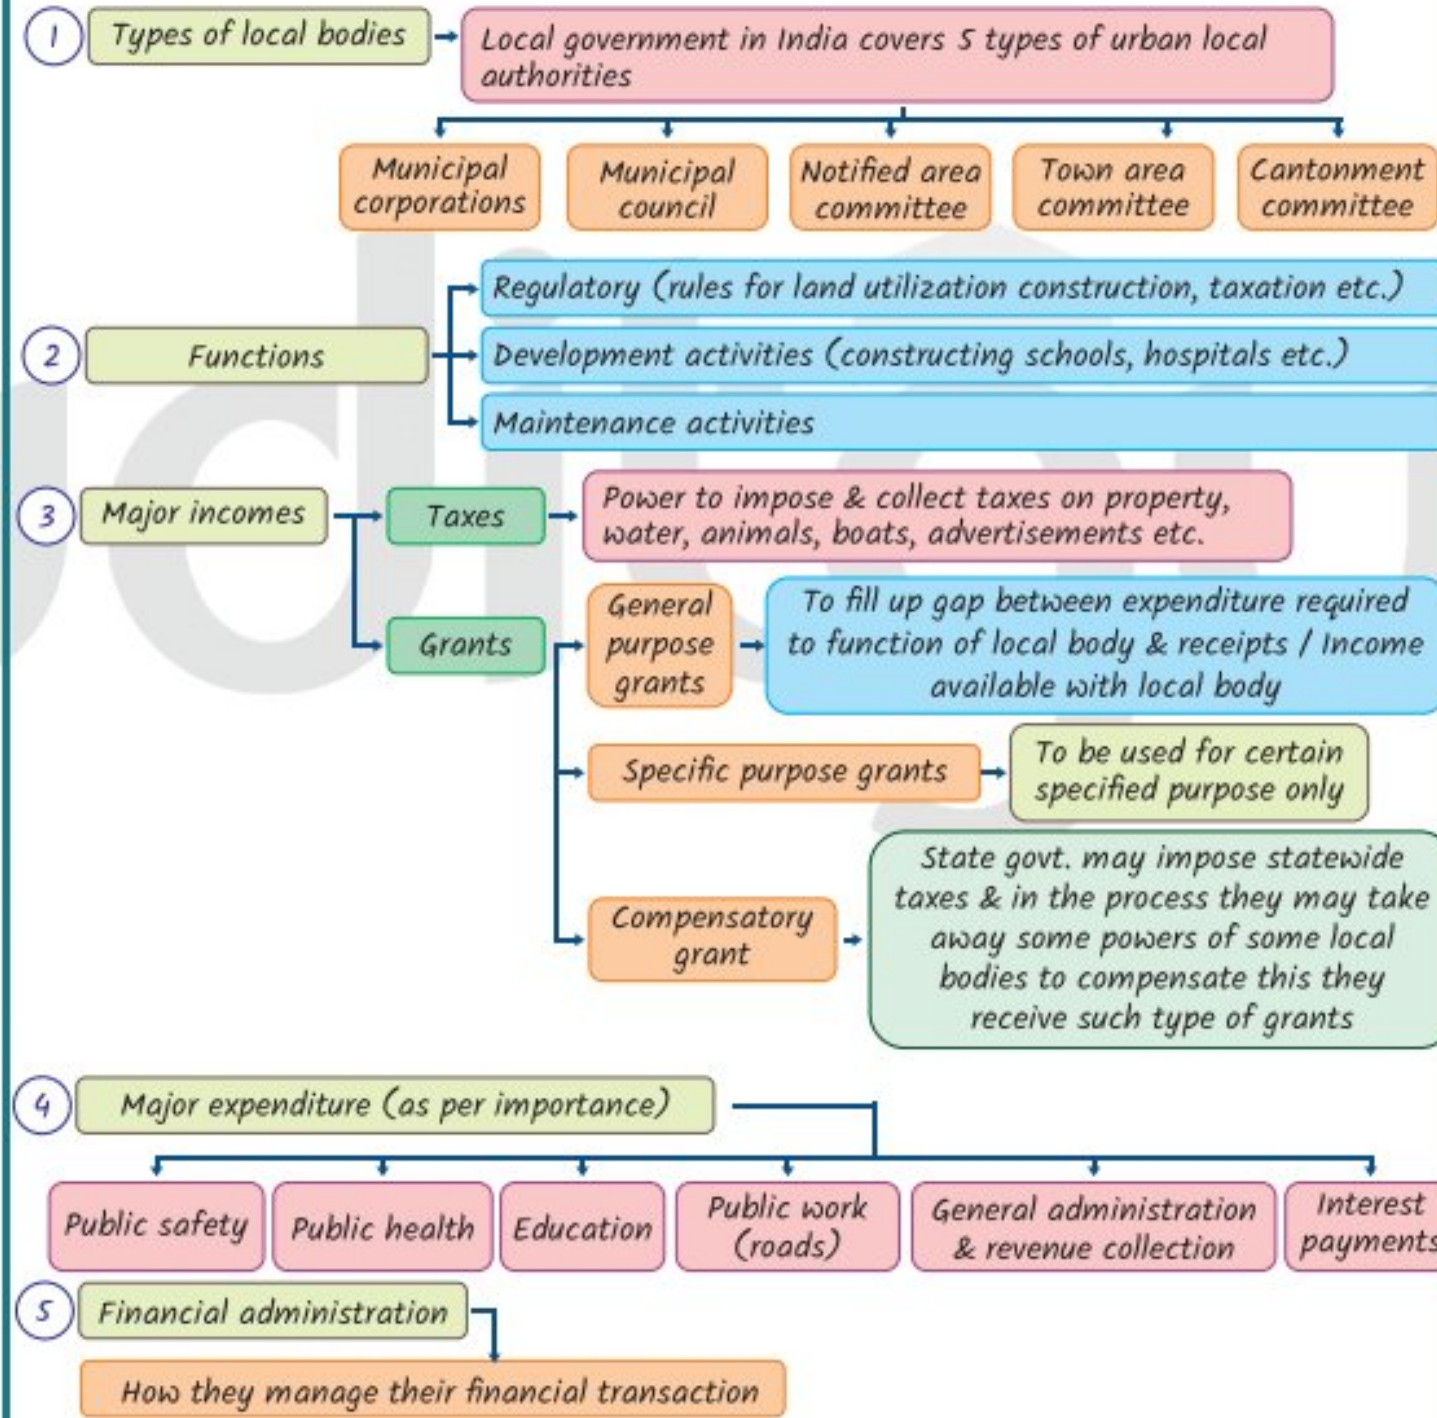 1
Types of local bodies
Local government in India covers 5 types of urban local
authorities
Municipal
corporations
Municipal
council
Notified area
committee
Town area
committee
Cantonment
committee
2
Functions
Regulatory (rules for land utilization construction, taxation etc.)
Development activities (constructing schools, hospitals etc.)
Maintenance activities
3
Major incomes
Taxes
Power to impose & collect taxes on property,
water, animals, boats, advertisements etc.
Grants
General
purpose
grants
To fill up gap between expenditure required
to function of local body & receipts / Income
available with local body
Specific purpose grants
To be used for certain
specified purpose only
Compensatory
grant
State govt. may impose statewide
taxes & in the process they may take
away some powers of some local
bodies to compensate this they
receive such type of grants
4
Major expenditure (as per importance)
Public safety
Public health
Education
Public work
(roads)
General administration
& revenue collection
Interest
payments
5
Financial administration
How they manage their financial transaction